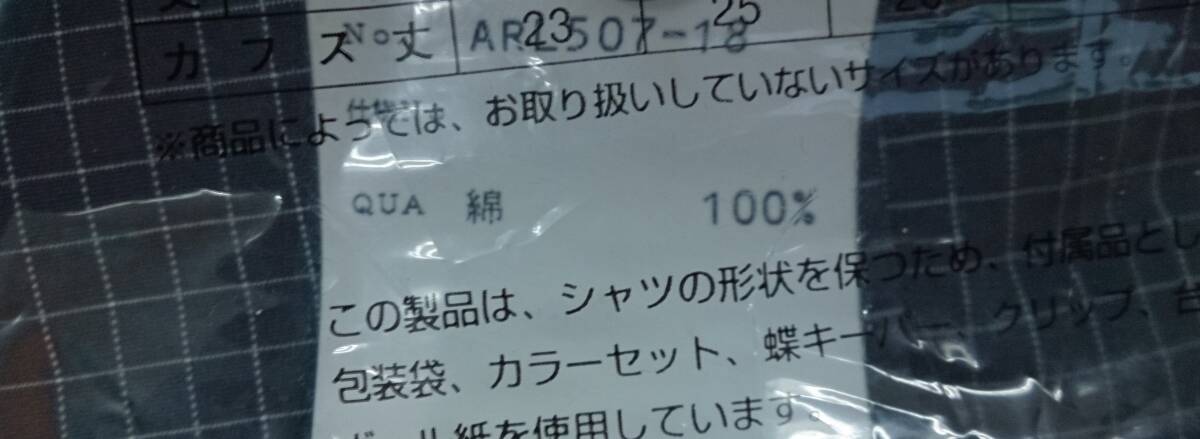 カフス丈 23 25
No. AR2507-18
※商品によっては、お取り扱いしていないサイズがあります。
QUA 綿 100%
この製品は、シャツの形状を保つため、付属品とし
包装袋、カラーセット、蝶キーパー、クリップ、台
ボール紙を使用しています。